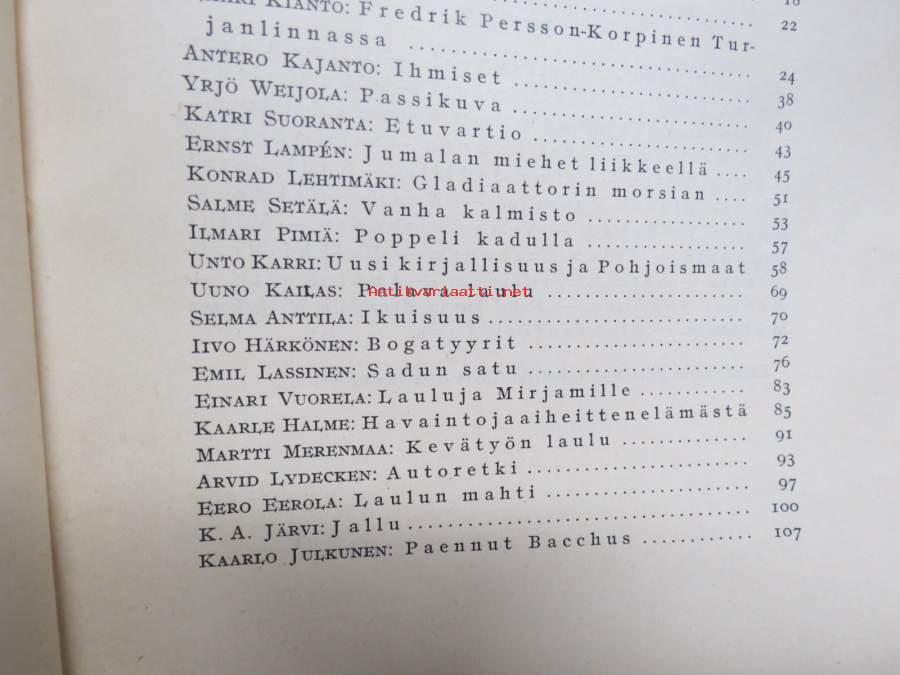 18
KIANTO: Fredrik Persson-Korpinen Tur- 22
janlinnassa .......... 24
ANTERO KAJANTO: Ihmiset .......... 38
YRJÖ WEIJOLA: Passikuva .......... 40
KATRI SUORANTA: Etuvartio .......... 43
ERNST LAMPÉN: Jumalan miehet liikkeellä .... 45
KONRAD LEHTIMÄKI: Gladiaattorin morsian .... 51
SALME SETÄLÄ: Vanha kalmisto .......... 53
ILMARI PIMIÄ: Poppeli kadulla .......... 57
UNTO KARRI: Uusi kirjallisuus ja Pohjoismaat 58
UUNO KAILAS: Palava laulu .......... 69
Antikvariaatti.net
SELMA ANTTILA: Ikuisuus .......... 70
IIVO HÄRKÖNEN: Bogatyyrit .......... 72
EMIL LASSINEN: Sadun satu .......... 76
EINARI VUORELA: Lauluja Mirjamille .......... 83
KAARLE HALME: Havaintoja aiheitten elämästä 85
MARTTI MERENMAA: Kevätyön laulu .......... 91
ARVID LYDECKEN: Autoretki .......... 93
EERO EEROLA: Laulun mahti .......... 97
K. A. JÄRVI: Jallu .......... 100
KAARLO JULKUNEN: Paennut Bacchus .......... 107